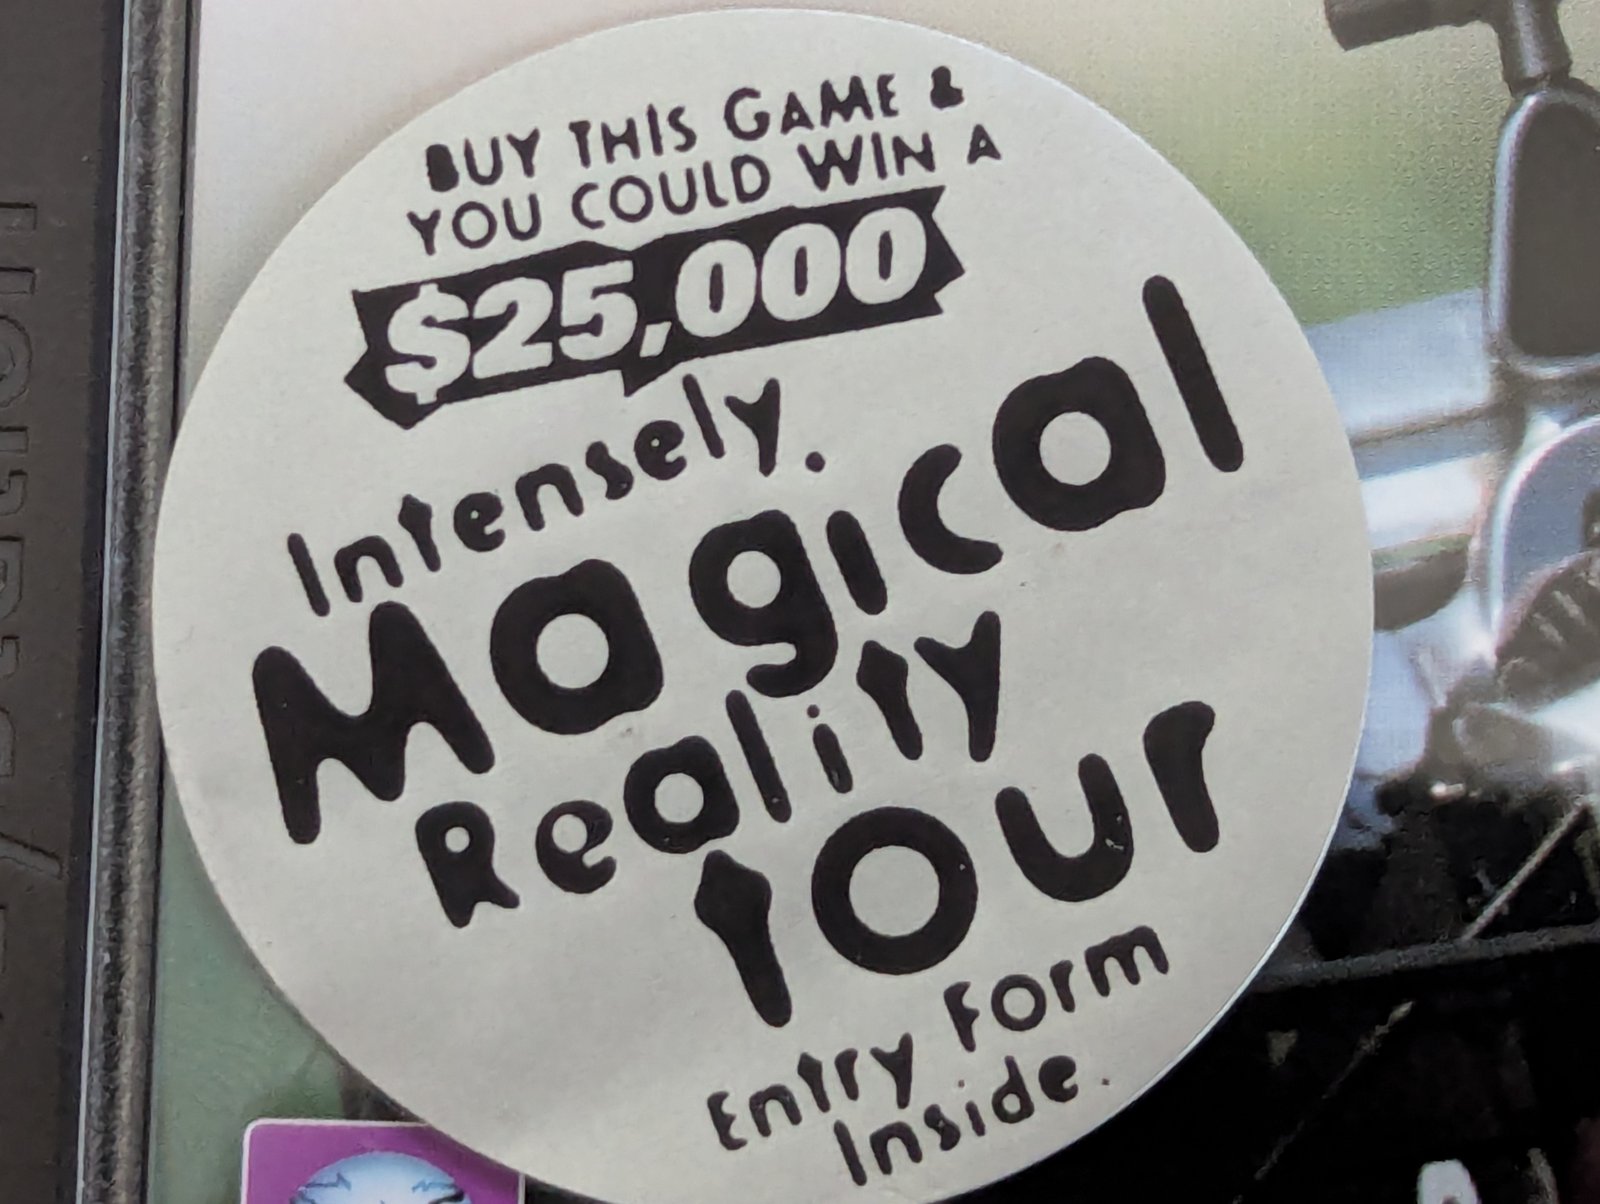 BUY THIS GAME &
YOU COULD WIN A
$25,000
Intensely.
Magical
Reality
Tour
Entry Form
Inside.